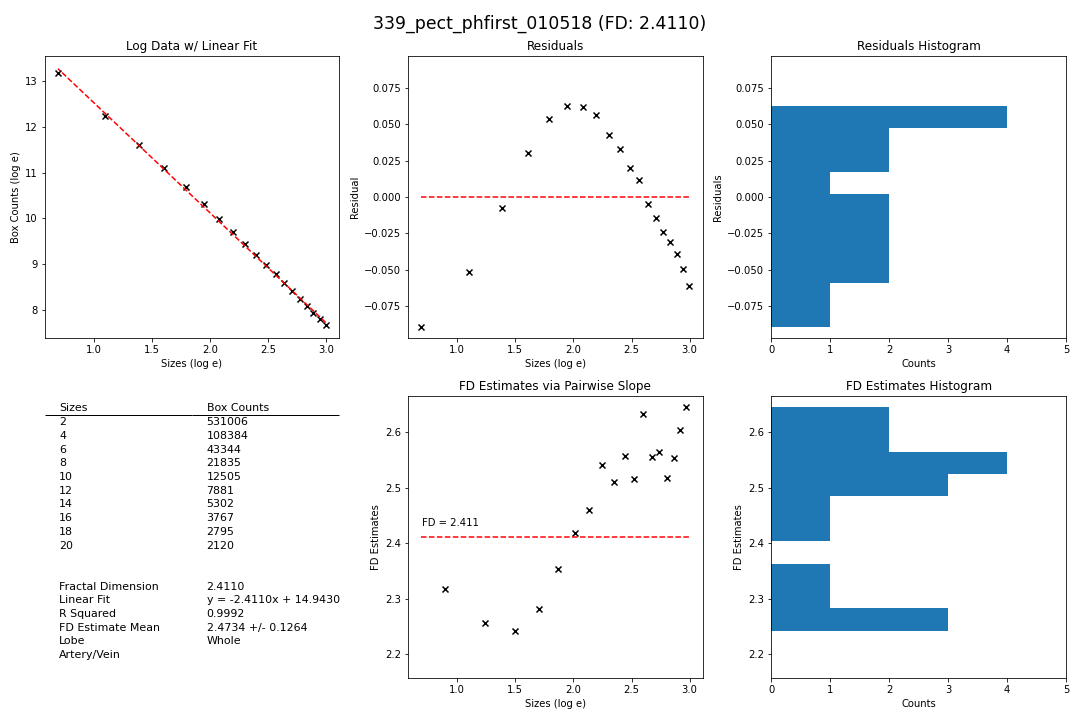 339_pect_phfirst_010518 (FD: 2.4110)
Log Data w/ Linear Fit
13
12
11
10
9
8
1.0 1.5 2.0 2.5 3.0
Box Counts (log e)
Sizes (log e)
Residuals
0.075
0.050
0.025
0.000
−0.025
−0.050
−0.075
1.0 1.5 2.0 2.5 3.0
Residual
Sizes (log e)
Residuals Histogram
0.075
0.050
0.025
0.000
−0.025
−0.050
−0.075
0 1 2 3 4 5
Residuals
Counts
Sizes Box Counts
2 531006
4 108384
6 43344
8 21835
10 12505
12 7881
14 5302
16 3767
18 2795
20 2120
Fractal Dimension 2.4110
Linear Fit y = -2.4110x + 14.9430
R Squared 0.9992
FD Estimate Mean 2.4734 +/- 0.1264
Lobe Whole
Artery/Vein
FD Estimates via Pairwise Slope
2.6
2.5
2.4
2.3
2.2
FD = 2.411
1.0 1.5 2.0 2.5 3.0
FD Estimates
Sizes (log e)
FD Estimates Histogram
2.6
2.5
2.4
2.3
2.2
0 1 2 3 4 5
FD Estimates
Counts